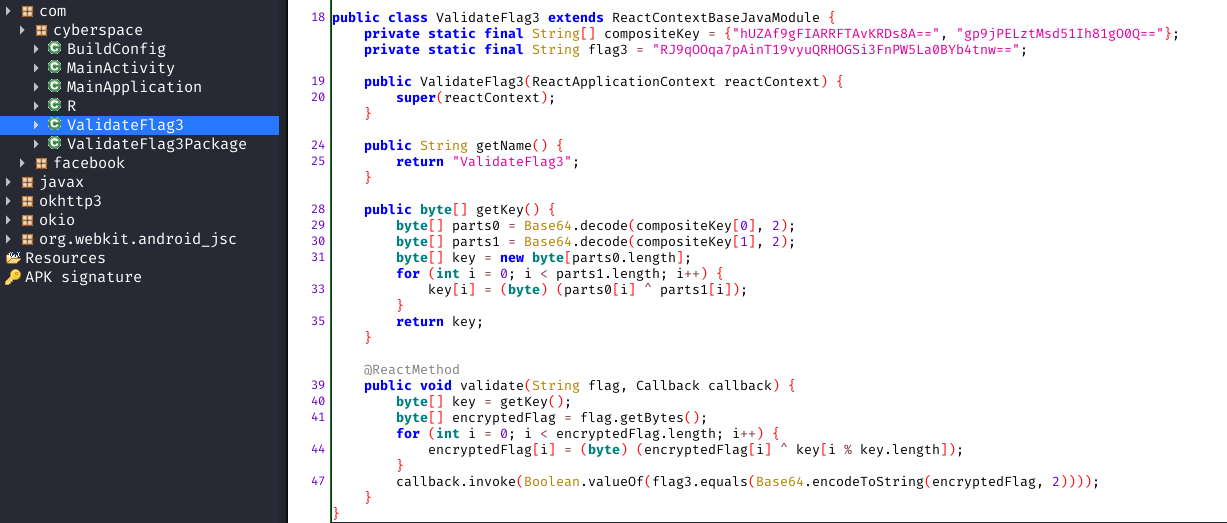 com
cyberspace
BuildConfig
MainActivity
MainApplication
R
ValidateFlag3
ValidateFlag3Package
facebook
javax
okhttp3
okio
org.webkit.android_jsc
Resources
APK signature
18 public class ValidateFlag3 extends ReactContextBaseJavaModule {
private static final String[] compositeKey = {"hUZAf9gFIARRFTAvKRDs8A==", "gp9jPELztMsd51Ih81gO0Q=="};
private static final String flag3 = "RJ9qOOqa7pAinT19vyuQRHOGSi3FnPW5La0BYb4tnw==";
19 public ValidateFlag3(ReactApplicationContext reactContext) {
20 super(reactContext);
}
24 public String getName() {
25 return "ValidateFlag3";
}
28 public byte[] getKey() {
29 byte[] parts0 = Base64.decode(compositeKey[0], 2);
30 byte[] parts1 = Base64.decode(compositeKey[1], 2);
31 byte[] key = new byte[parts0.length];
for (int i = 0; i < parts1.length; i++) {
33 key[i] = (byte) (parts0[i] ^ parts1[i]);
}
35 return key;
}
@ReactMethod
39 public void validate(String flag, Callback callback) {
40 byte[] key = getKey();
41 byte[] encryptedFlag = flag.getBytes();
for (int i = 0; i < encryptedFlag.length; i++) {
44 encryptedFlag[i] = (byte) (encryptedFlag[i] ^ key[i % key.length]);
}
47 callback.invoke(Boolean.valueOf(flag3.equals(Base64.encodeToString(encryptedFlag, 2))));
}
}